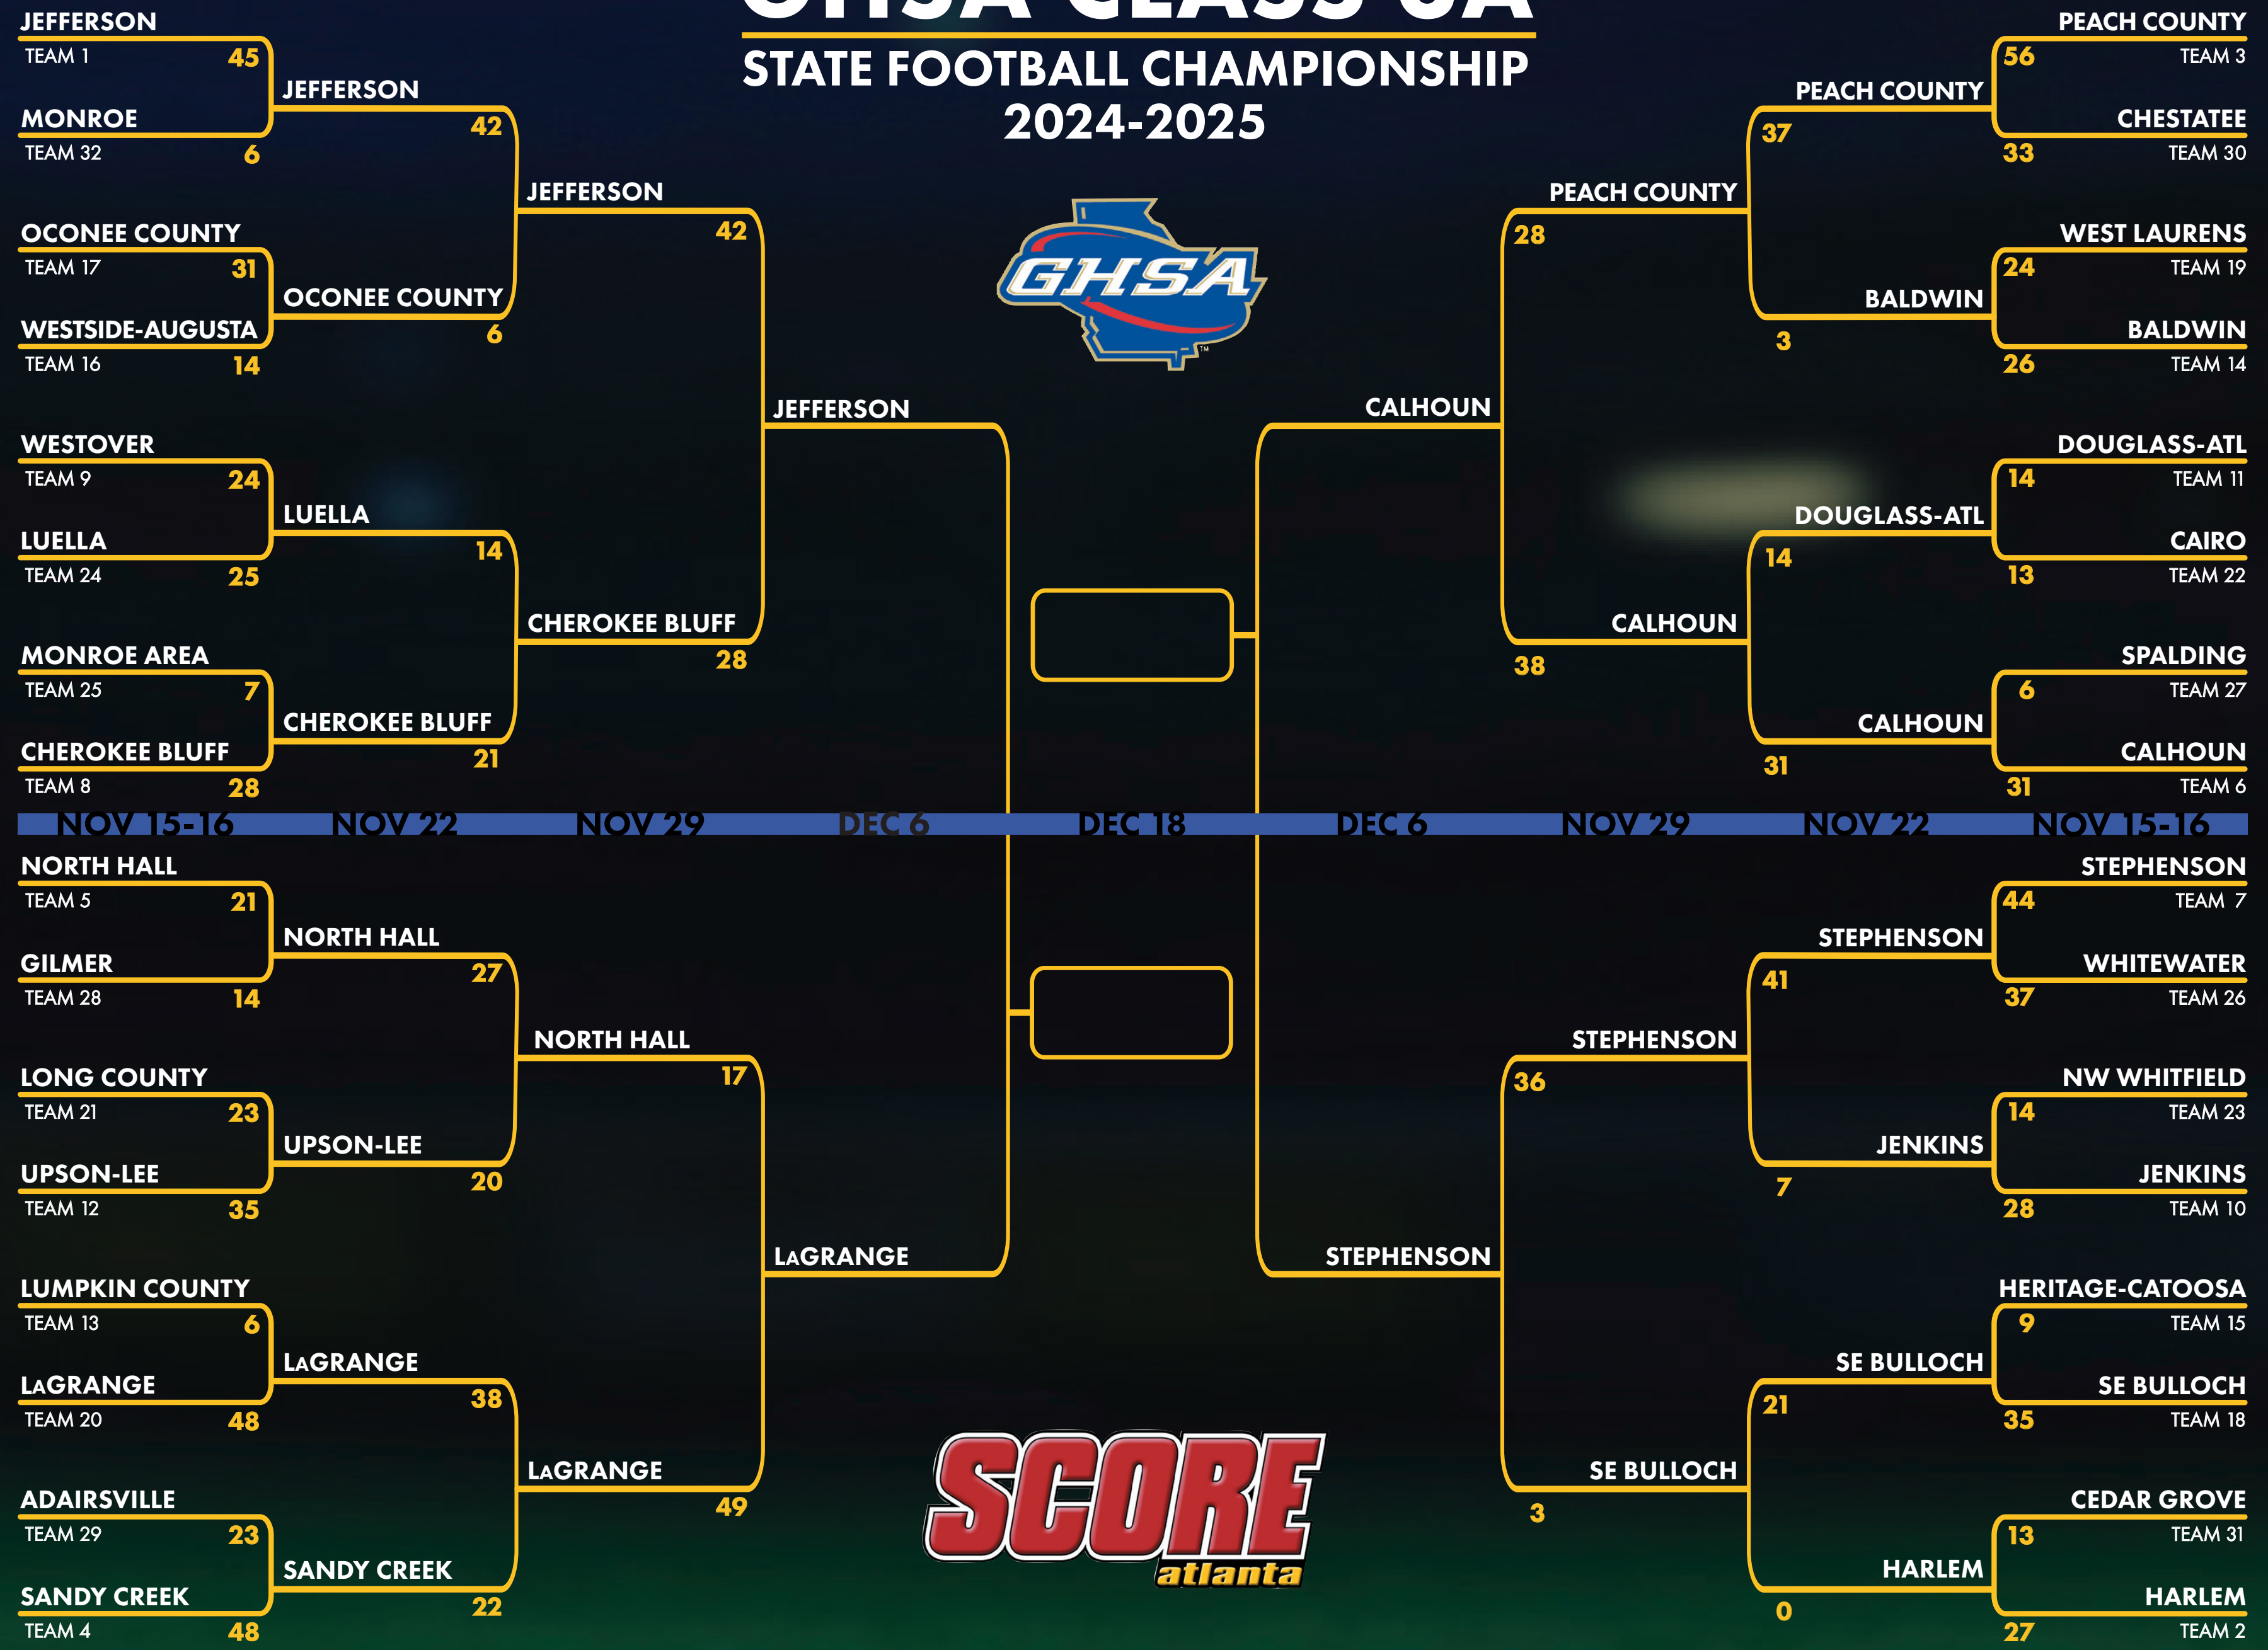 GHSA CLASS
STATE FOOTBALL CHAMPIONSHIP
2024-2025
JEFFERSON
TEAM 1
45
MONROE
TEAM 32
6
OCONEE COUNTY
TEAM 17
31
WESTSIDE-AUGUSTA
TEAM 16
14
WESTOVER
TEAM 9
24
LUELLA
TEAM 24
25
MONROE AREA
TEAM 25
7
CHEROKEE BLUFF
TEAM 8
28
JEFFERSON
42
OCONEE COUNTY
6
LUELLA
14
CHEROKEE BLUFF
21
JEFFERSON
42
CHEROKEE BLUFF
28
JEFFERSON
GHSA
TM
CALHOUN
PEACH COUNTY
28
CALHOUN
38
PEACH COUNTY
37
BALDWIN
3
DOUGLASS-ATL
14
CALHOUN
31
PEACH COUNTY
56
TEAM 3
CHESTATEE
33
TEAM 30
WEST LAURENS
24
TEAM 19
BALDWIN
26
TEAM 14
DOUGLASS-ATL
14
TEAM 11
CAIRO
13
TEAM 22
SPALDING
6
TEAM 27
CALHOUN
31
TEAM 6
NOV 15-16
NOV 22
NOV 29
DEC 6
DEC 18
DEC 6
NOV 29
NOV 22
NOV 15-16
NORTH HALL
TEAM 5
21
GILMER
TEAM 28
14
LONG COUNTY
TEAM 21
23
UPSON-LEE
TEAM 12
35
LUMPKIN COUNTY
TEAM 13
6
LAGRANGE
TEAM 20
48
ADAIRSVILLE
TEAM 29
23
SANDY CREEK
TEAM 4
48
NORTH HALL
27
UPSON-LEE
20
LAGRANGE
38
SANDY CREEK
22
NORTH HALL
17
LAGRANGE
49
LAGRANGE
SCORE
atlanta
STEPHENSON
STEPHENSON
36
SE BULLOCH
3
STEPHENSON
41
JENKINS
7
SE BULLOCH
21
HARLEM
0
STEPHENSON
44
TEAM 7
WHITEWATER
37
TEAM 26
NW WHITFIELD
14
TEAM 23
JENKINS
28
TEAM 10
HERITAGE-CATOOSA
9
TEAM 15
SE BULLOCH
35
TEAM 18
CEDAR GROVE
13
TEAM 31
HARLEM
27
TEAM 2